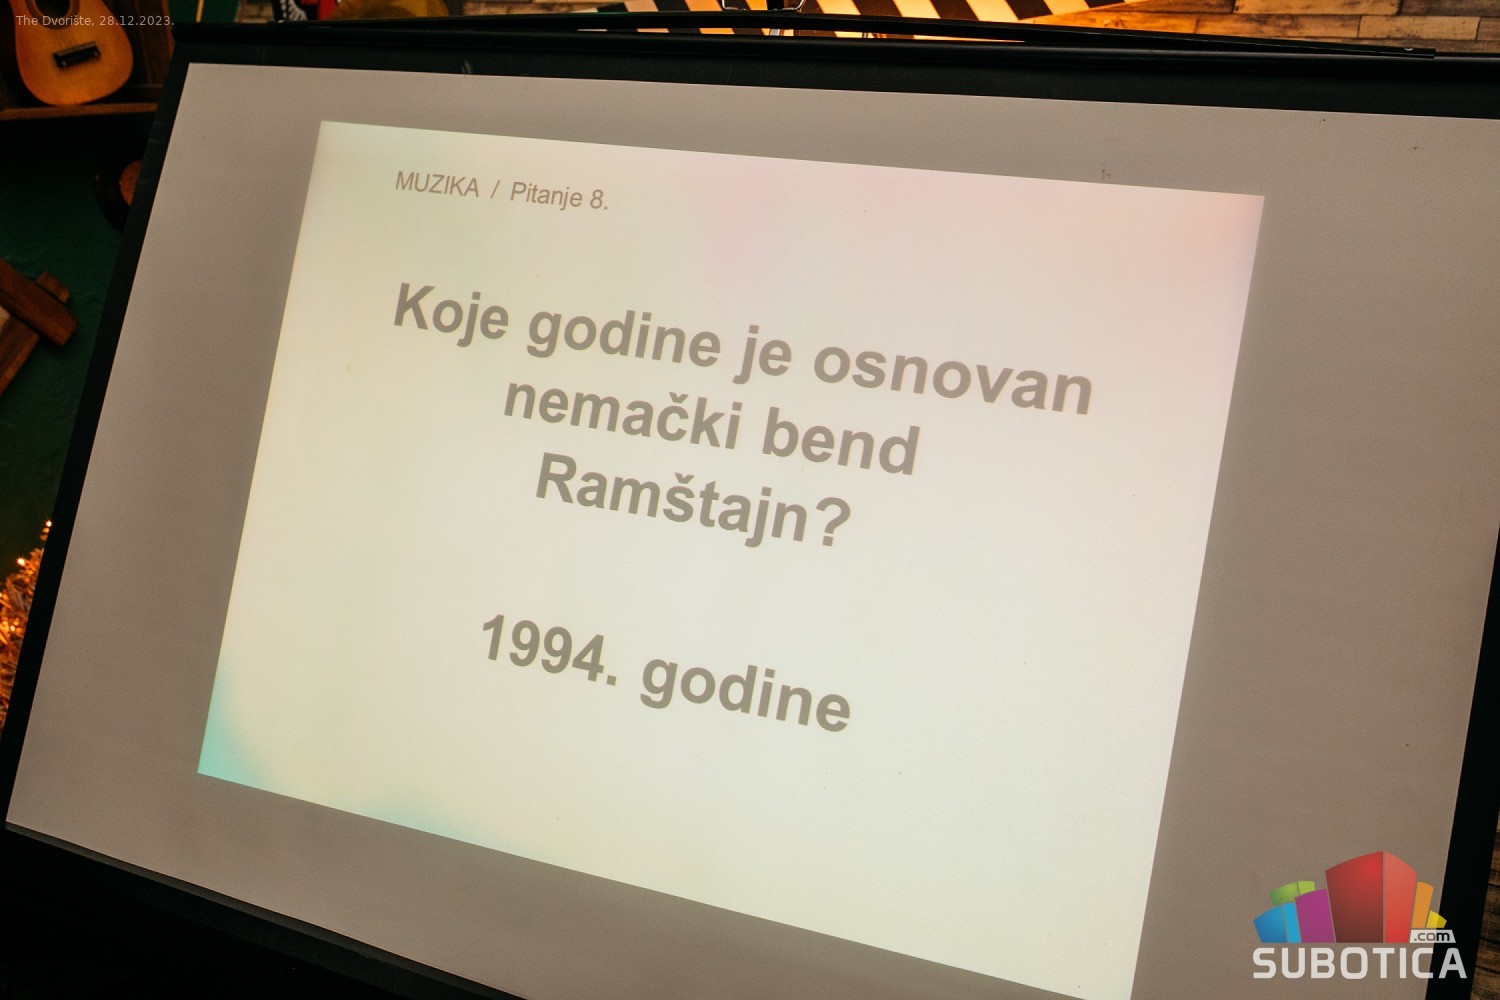 The Dvorište, 28.12.2023.
MUZIKA / Pitanje 8.
Koje godine je osnovan
nemački bend
Ramštajn?
1994. godine
.com
SUBOTICA